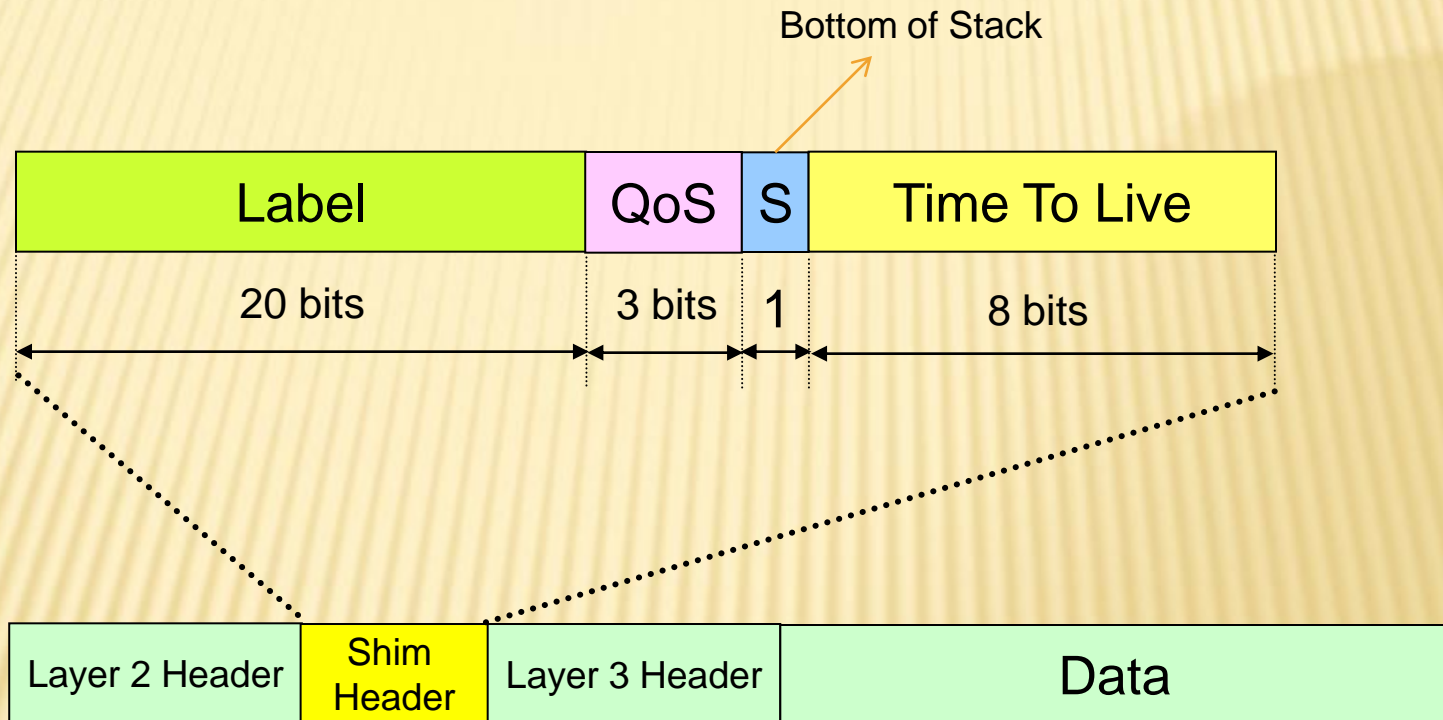 Bottom of Stack
Label QoS S Time To Live
20 bits 3 bits 1 8 bits
Layer 2 Header Shim Header Layer 3 Header Data